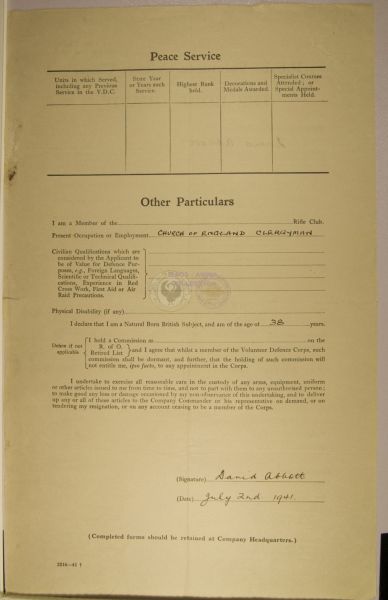 Peace Service
Units in which Served, including any Previous Service in the V.D.C.
State Year or Years each Service.
Highest Rank held.
Decorations and Medals Awarded.
Specialist Courses Attended; or Special Appointments Held.
Other Particulars
I am a Member of the Rifle Club.
Present Occupation or Employment CHURCH OF ENGLAND CLERGYMAN
Civilian Qualifications which are
considered by the Applicant to
be of Value for Defence Pur-
poses, e.g., Foreign Languages,
Scientific or Technical Qualifi-
cations, Experience in Red
Cross Work, First Aid or Air
Raid Precautions.
Physical Disability (if any)
I declare that I am a Natural Born British Subject, and am of the age of 38 years.
Delete if not applicable
I hold a Commission as on the
R. of O.
Retired List
and I agree that whilst a member of the Volunteer Defence Corps, such
commission shall be dormant, and further, that the holding of such commission will
not entitle me, ipso facto, to any appointment in the Corps.
I undertake to exercise all reasonable care in the custody of any arms, equipment, uniform
or other articles issued to me from time to time, and not to part with them to any unauthorised person;
to make good any loss or damage occasioned by my non-observance of this undertaking, and to deliver
up any or all of these articles to the Company Commander or his representative on demand, or on
tendering my resignation, or on any account ceasing to be a member of the Corps.
(Signature) David Abbott
(Date) July 2nd 1941.
(Completed forms should be retained at Company Headquarters.)